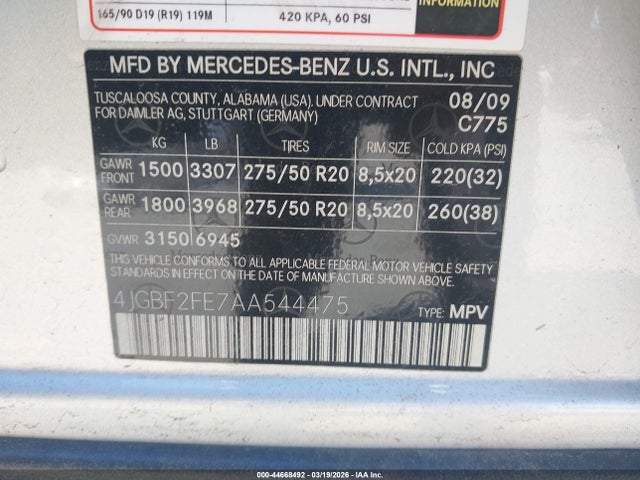 165/90 D19 (R19) 119M
420 KPA, 60 PSI
INFORMATION
MFD BY MERCEDES-BENZ U.S. INTL., INC
TUSCALOOSA COUNTY, ALABAMA (USA). UNDER CONTRACT 08/09
FOR DAIMLER AG, STUTTGART (GERMANY) C775
KG LB TIRES RIM SIZE COLD KPA (PSI)
GAWR FRONT 1500 3307 275/50 R20 8,5x20 220(32)
GAWR REAR 1800 3968 275/50 R20 8,5x20 260(38)
GVWR 3150 6945
THIS VEHICLE CONFORMS TO ALL APPLICABLE FEDERAL MOTOR VEHICLE SAFETY
STANDARDS IN EFFECT ON THE DATE OF MANUFACTURE SHOWN ABOVE.
4JGBF2FE7AA544475 TYPE: MPV
000-44668492 - 03/19/2026 - IAA Inc.